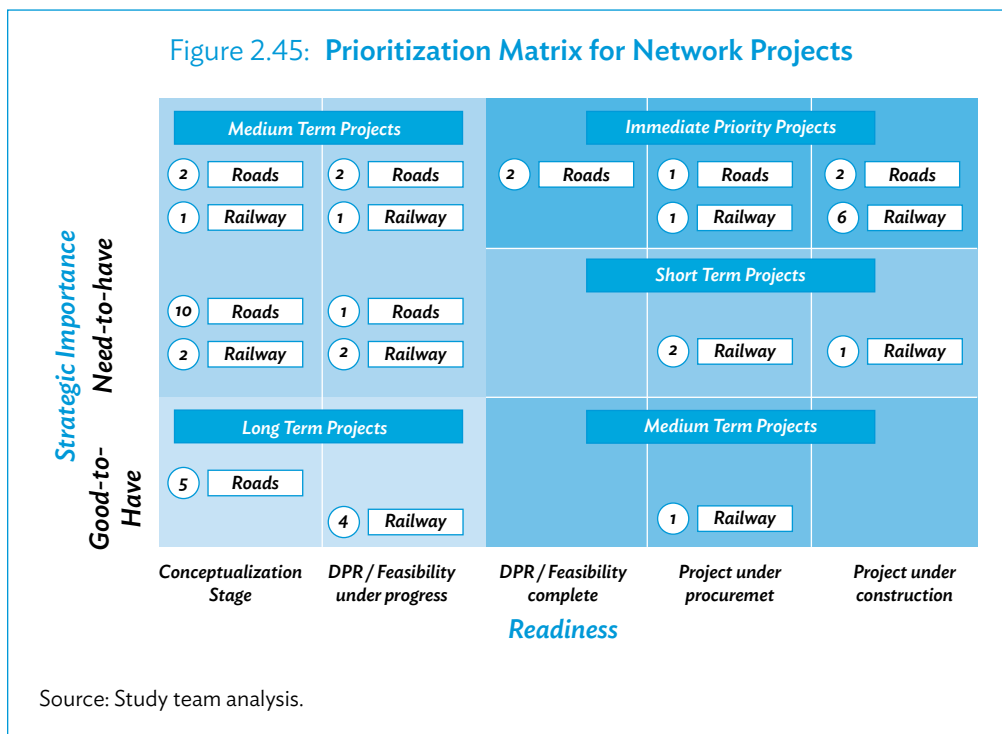 Figure 2.45: Prioritization Matrix for Network Projects
Medium Term Projects
Immediate Priority Projects
2 Roads 2 Roads 2 Roads 1 Roads 2 Roads
1 Railway 1 Railway 1 Railway 6 Railway
Short Term Projects
10 Roads 1 Roads
2 Railway 2 Railway 2 Railway 1 Railway
Long Term Projects
Medium Term Projects
5 Roads
4 Railway 1 Railway
Strategic Importance
Need-to-have
Good-to-
Have
Conceptualization
Stage
DPR / Feasibility
under progress
DPR / Feasibility
complete
Project under
procuremet
Project under
construction
Readiness
Source: Study team analysis.